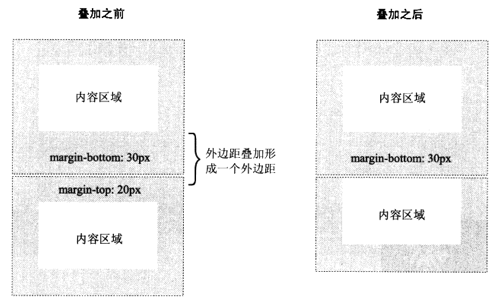 叠加之前
叠加之后
内容区域
内容区域
margin-bottom: 30px
外边距叠加形
成一个外边距
margin-bottom: 30px
margin-top: 20px
内容区域
内容区域